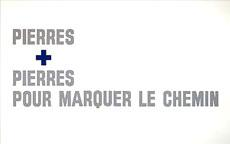 PIERRES
+
PIERRES
POUR MARQUER LE CHEMIN